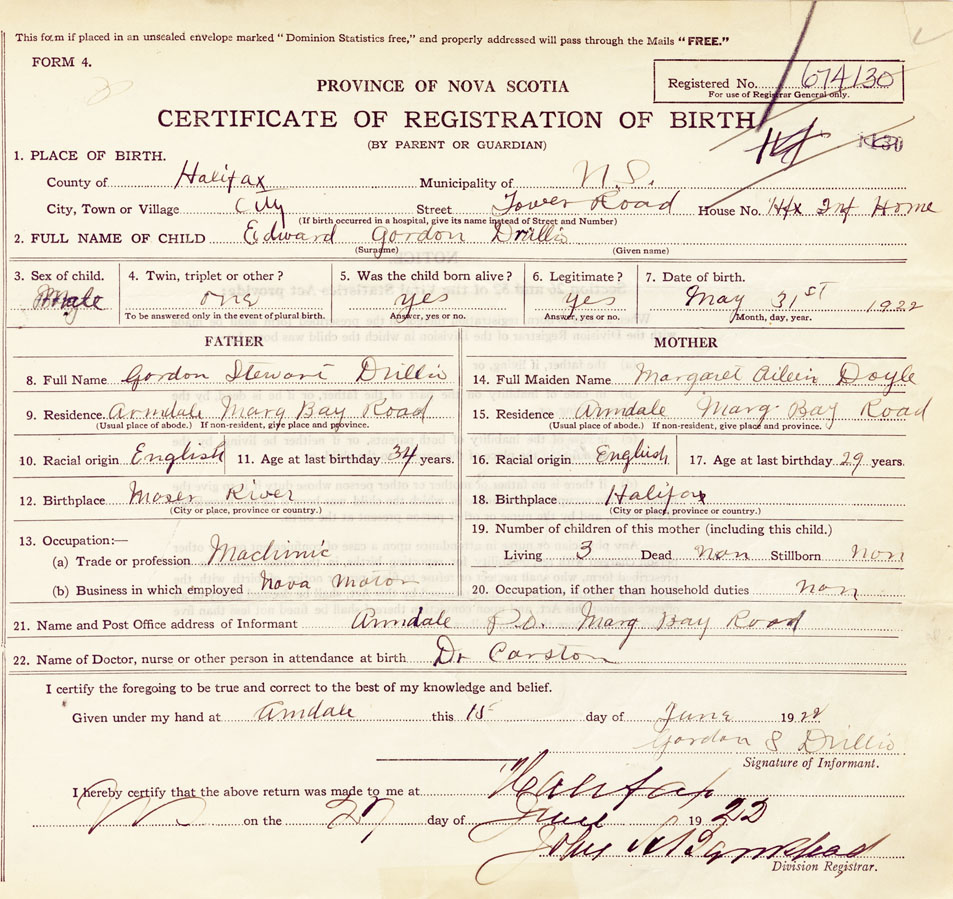 This form if placed in an unsealed envelope marked "Dominion Statistics free," and properly addressed will pass through the Mails "FREE."
FORM 4.
Registered No. 674130
For use of Registrar General only.
PROVINCE OF NOVA SCOTIA
CERTIFICATE OF REGISTRATION OF BIRTH
(BY PARENT OR GUARDIAN)
1. PLACE OF BIRTH.
County of Halifax Municipality of N.S.
City, Town or Village City Street Tower Road House No. Hfx Inf Home
(If birth occurred in a hospital, give its name instead of Street and Number)
2. FULL NAME OF CHILD Edward Gordon Drillio
(Surname) (Given name)
3. Sex of child. 4. Twin, triplet or other? 5. Was the child born alive? 6. Legitimate? 7. Date of birth.
Male one yes yes May 31ST 1922
To be answered only in the event of plural birth. Answer, yes or no. Answer, yes or no. Month, day, year.
FATHER MOTHER
8. Full Name Gordon Stewart Drillio 14. Full Maiden Name Margaret Ailein Doyle
9. Residence Armdale Marg Bay Road 15. Residence Armdale Marg Bay Road
(Usual place of abode.) If non-resident, give place and province. (Usual place of abode.) If non-resident, give place and province.
10. Racial origin English 11. Age at last birthday 34 years. 16. Racial origin English 17. Age at last birthday 29 years.
12. Birthplace Moser River 18. Birthplace Halifax
(City or place, province or country.) (City or place, province or country.)
13. Occupation:— 19. Number of children of this mother (including this child.)
(a) Trade or profession Machinic Living 3 Dead non Stillborn non
(b) Business in which employed Nova Motor 20. Occupation, if other than household duties non
21. Name and Post Office address of Informant Armdale P.O. Marg Bay Road
22. Name of Doctor, nurse or other person in attendance at birth Dr Carston
I certify the foregoing to be true and correct to the best of my knowledge and belief.
Given under my hand at Armdale this 15 day of June 1922
Gordon S Drillio
Signature of Informant.
I hereby certify that the above return was made to me at Halifax
on the 27 day of June 1922
John
Division Registrar.